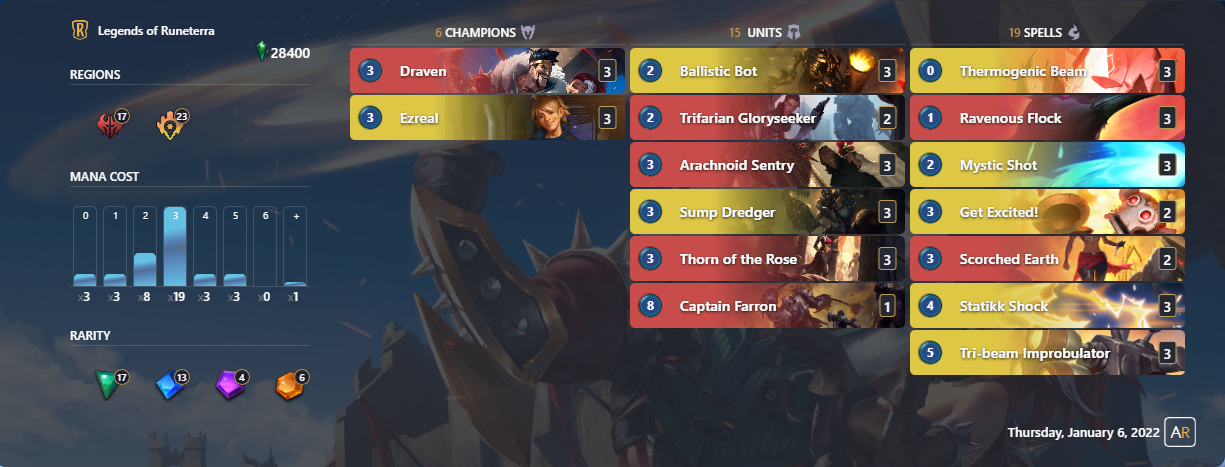 Legends of Runeterra
28400
REGIONS
17 23
MANA COST
0 1 2 3 4 5 6 +
x3 x3 x8 x19 x3 x3 x0 x1
RARITY
17 13 4 6
6 CHAMPIONS
3 Draven 3
3 Ezreal 3
15 UNITS
2 Ballistic Bot 3
2 Trifarian Gloryseeker 2
3 Arachnoid Sentry 3
3 Sump Dredger 3
3 Thorn of the Rose 3
8 Captain Farron 1
19 SPELLS
0 Thermogenic Beam 3
1 Ravenous Flock 3
2 Mystic Shot 3
3 Get Excited! 2
3 Scorched Earth 2
4 Statikk Shock 3
5 Tri-beam Improbulator 3
Thursday, January 6, 2022 AR